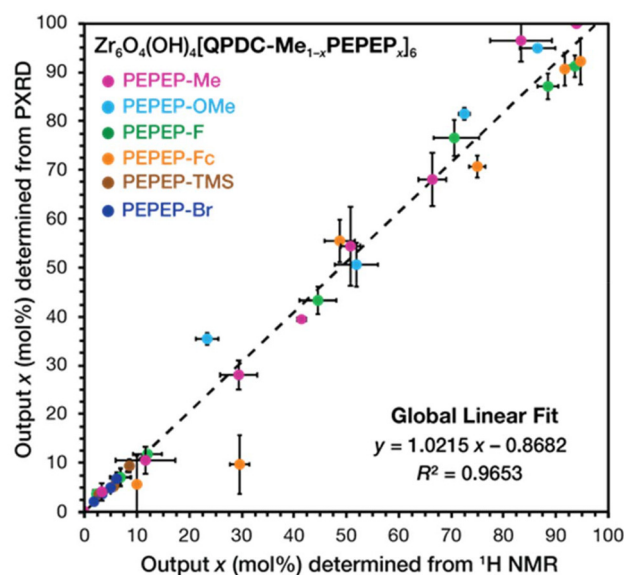 Zr₆O₄(OH)₄[QPDC-Me₁₋ₓPEPEPₓ]₆
PEPEP-Me
PEPEP-OMe
PEPEP-F
PEPEP-Fc
PEPEP-TMS
PEPEP-Br
Output x (mol%) determined from PXRD
100
90
80
70
60
50
40
30
20
10
0
Global Linear Fit
y = 1.0215 x – 0.8682
R² = 0.9653
0 10 20 30 40 50 60 70 80 90 100
Output x (mol%) determined from ¹H NMR